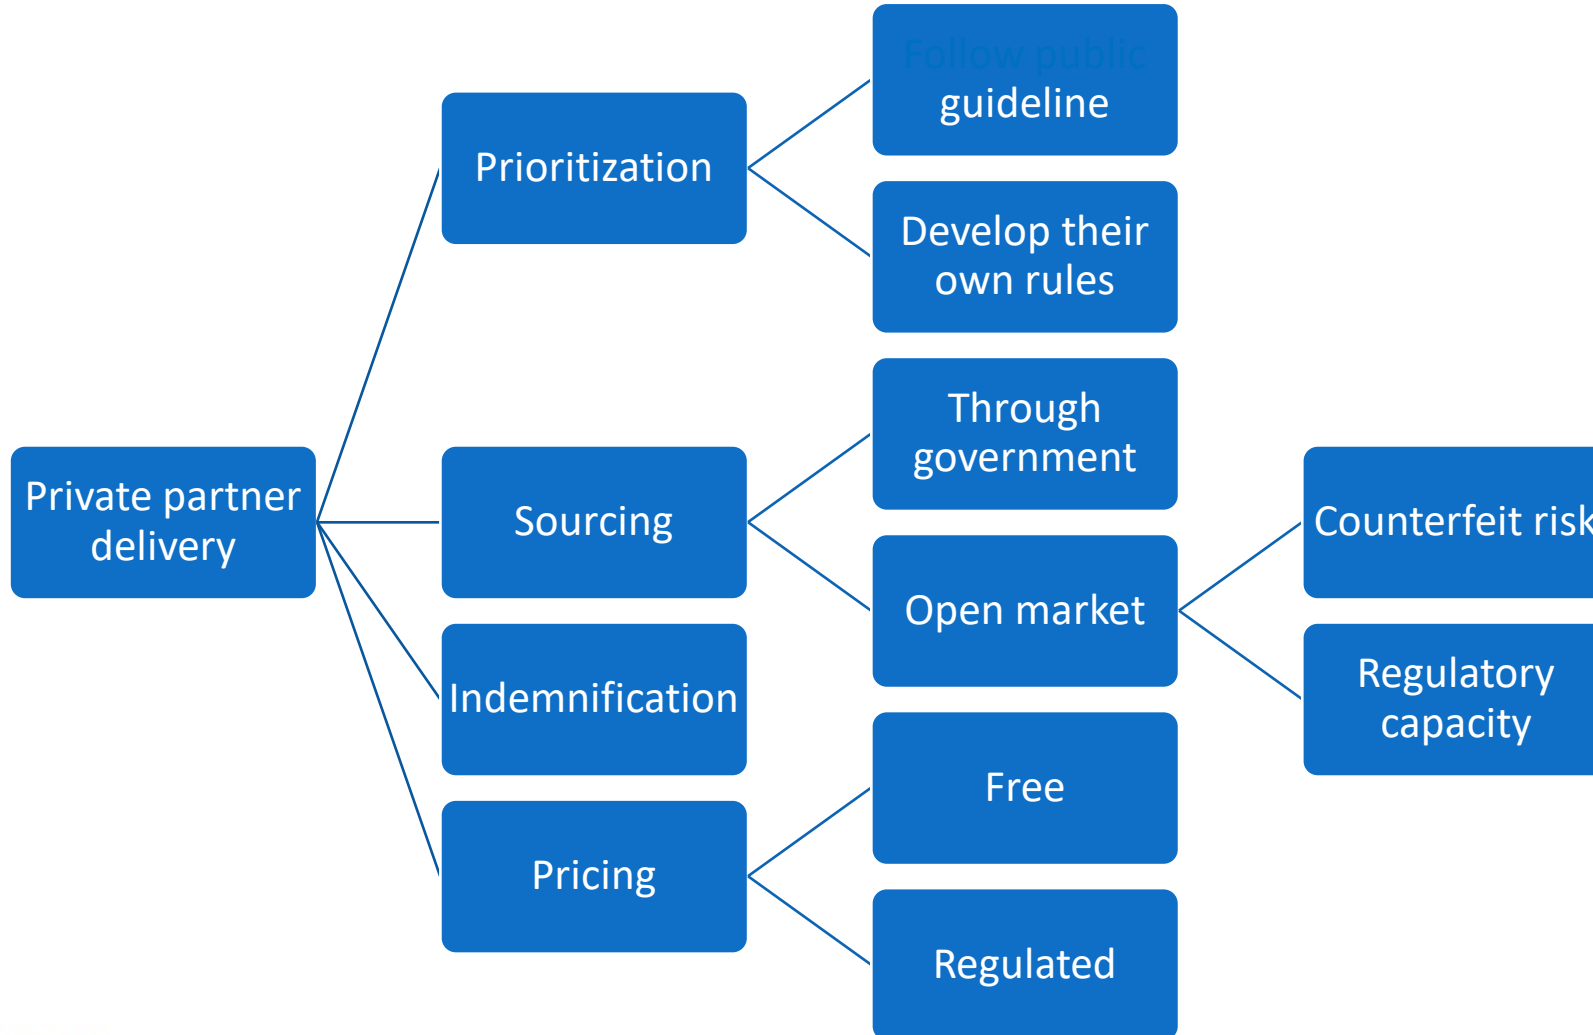 Follow public
guideline
Prioritization
Develop their
own rules
Through
government
Private partner
delivery
Sourcing
Counterfeit risk
Open market
Indemnification
Regulatory
capacity
Free
Pricing
Regulated